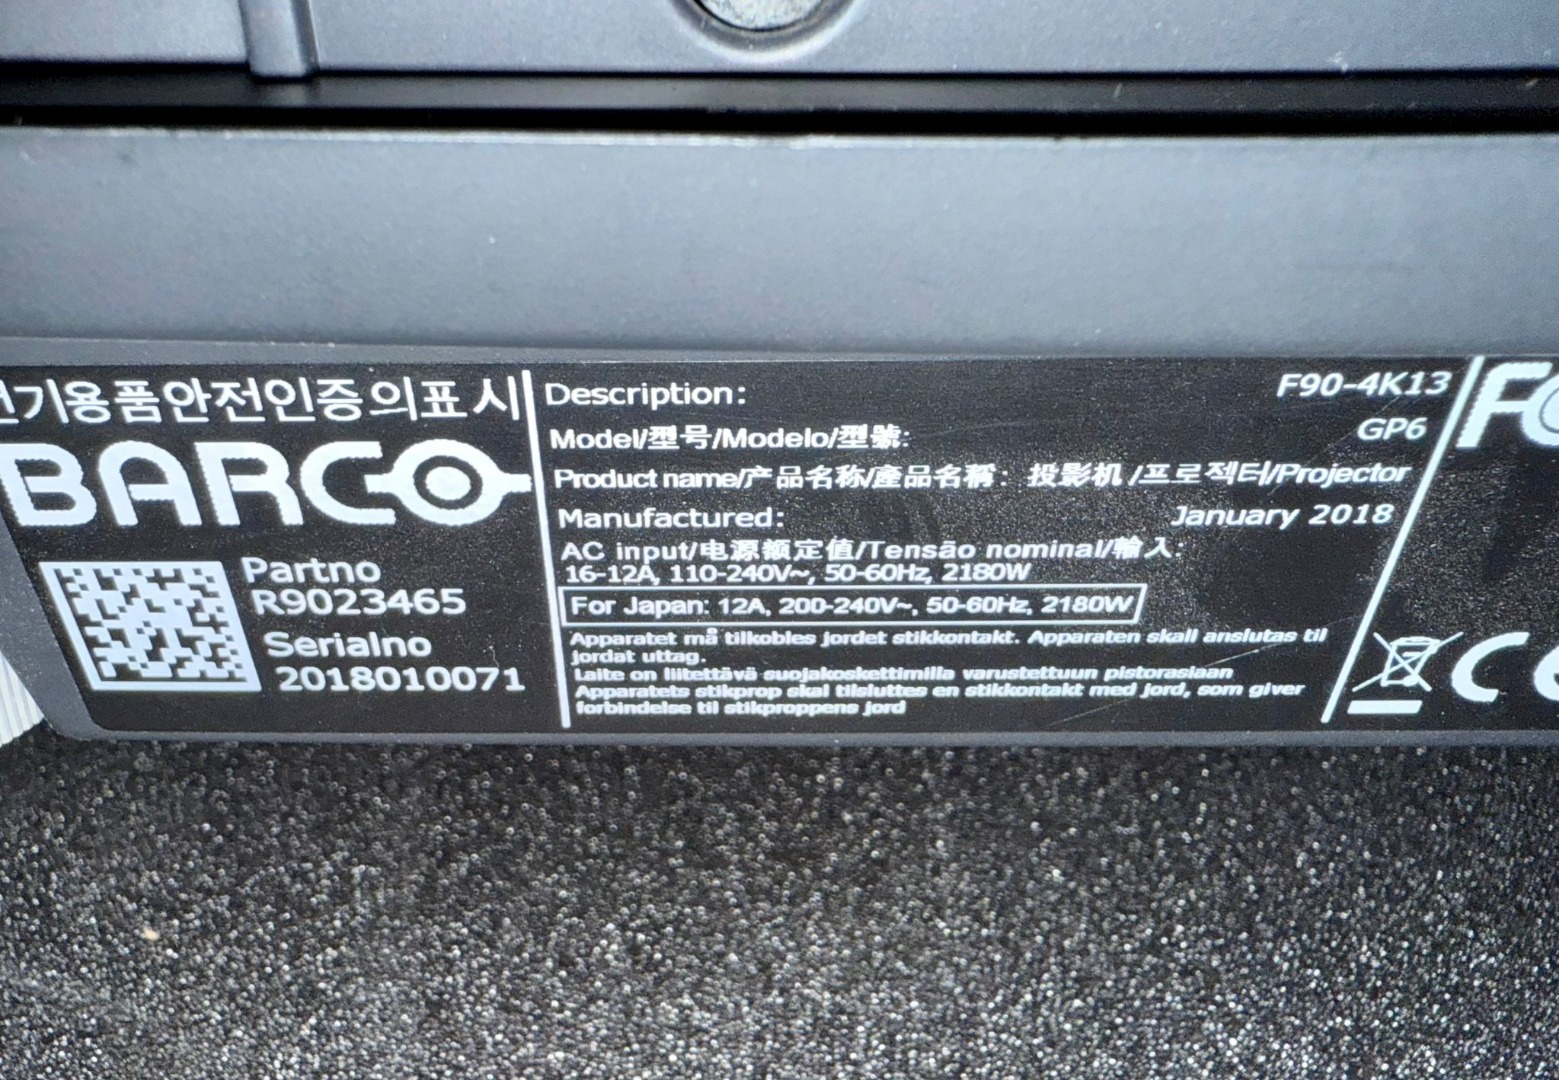 전기용품안전인증의표시
BARCO
Partno
R9023465
Serialno
2018010071
Description: F90-4K13
Model/型号/Modelo/型號: GP6
Product name/产品名称/產品名稱: 投影机 /프로젝터/Projector
Manufactured: January 2018
AC input/电源额定值/Tensão nominal/輸入:
16-12A, 110-240V~, 50-60Hz, 2180W
For Japan: 12A, 200-240V~, 50-60Hz, 2180W
Apparatet må tilkobles jordet stikkontakt. Apparaten skall anslutas til
jordat uttag.
Laite on liitettävä suojakoskettimilla varustettuun pistorasiaan
Apparatets stikprop skal tilsluttes en stikkontakt med jord, som giver
forbindelse til stikproppens jord
FC
CE